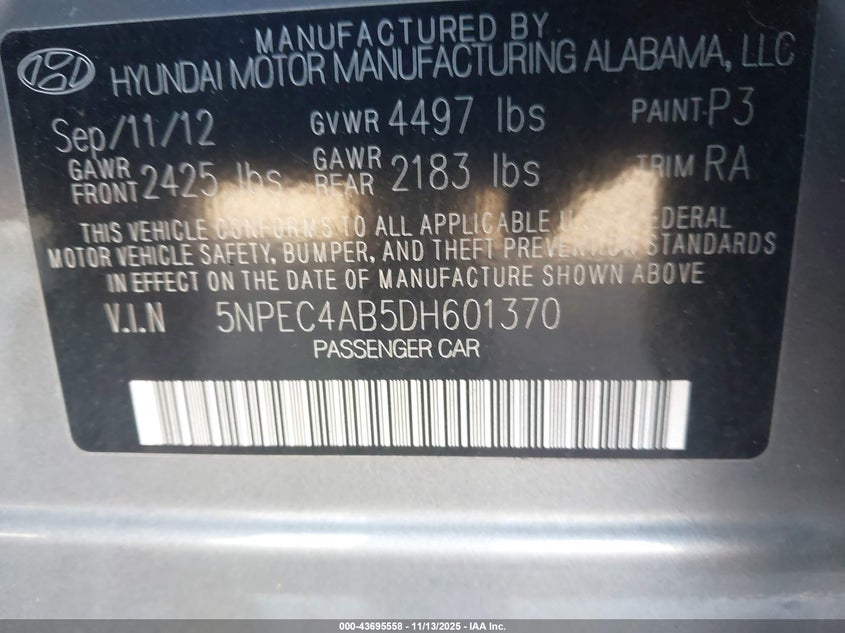 MANUFACTURED BY
HYUNDAI MOTOR MANUFACTURING ALABAMA, LLC
Sep/11/12 GVWR 4497 lbs PAINT:P3
GAWR FRONT 2425 lbs GAWR REAR 2183 lbs TRIM RA
THIS VEHICLE CONFORMS TO ALL APPLICABLE U.S. FEDERAL
MOTOR VEHICLE SAFETY, BUMPER, AND THEFT PREVENTION STANDARDS
IN EFFECT ON THE DATE OF MANUFACTURE SHOWN ABOVE
V.I.N 5NPEC4AB5DH601370
PASSENGER CAR
000-43695558 - 11/13/2025 - IAA Inc.